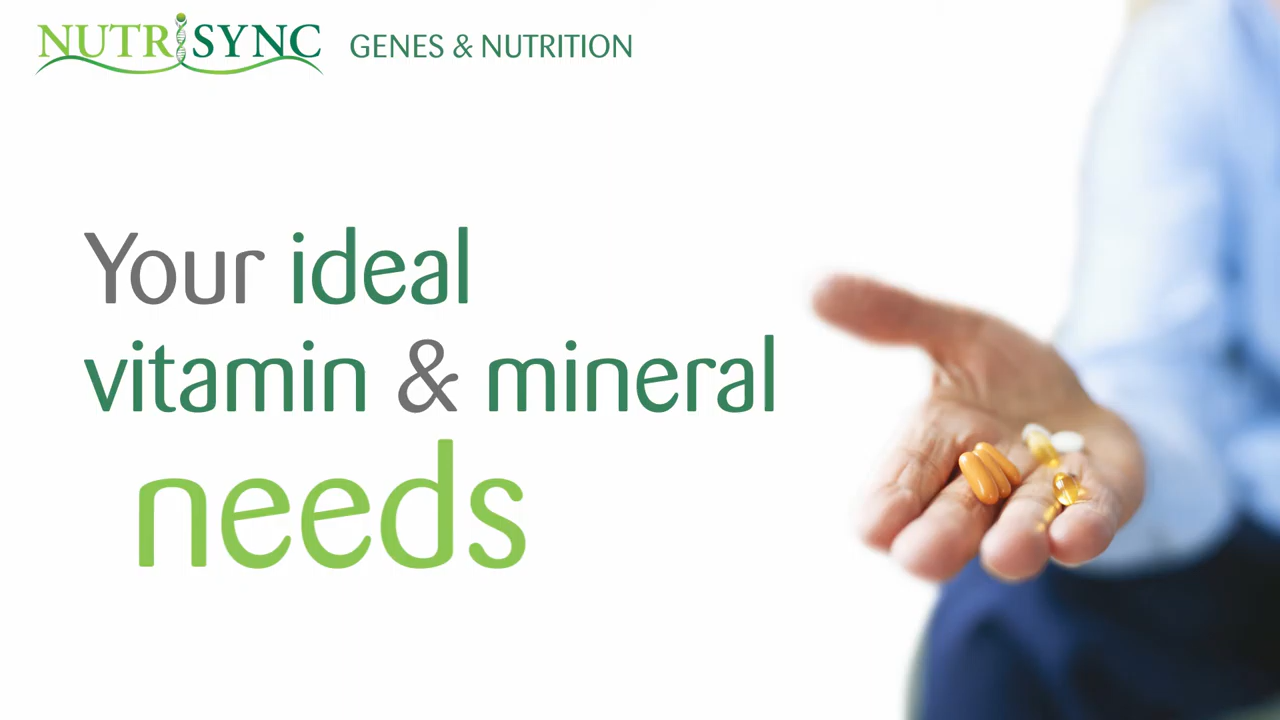 NUTRiSYNC GENES & NUTRITION
Your ideal
vitamin & mineral
needs